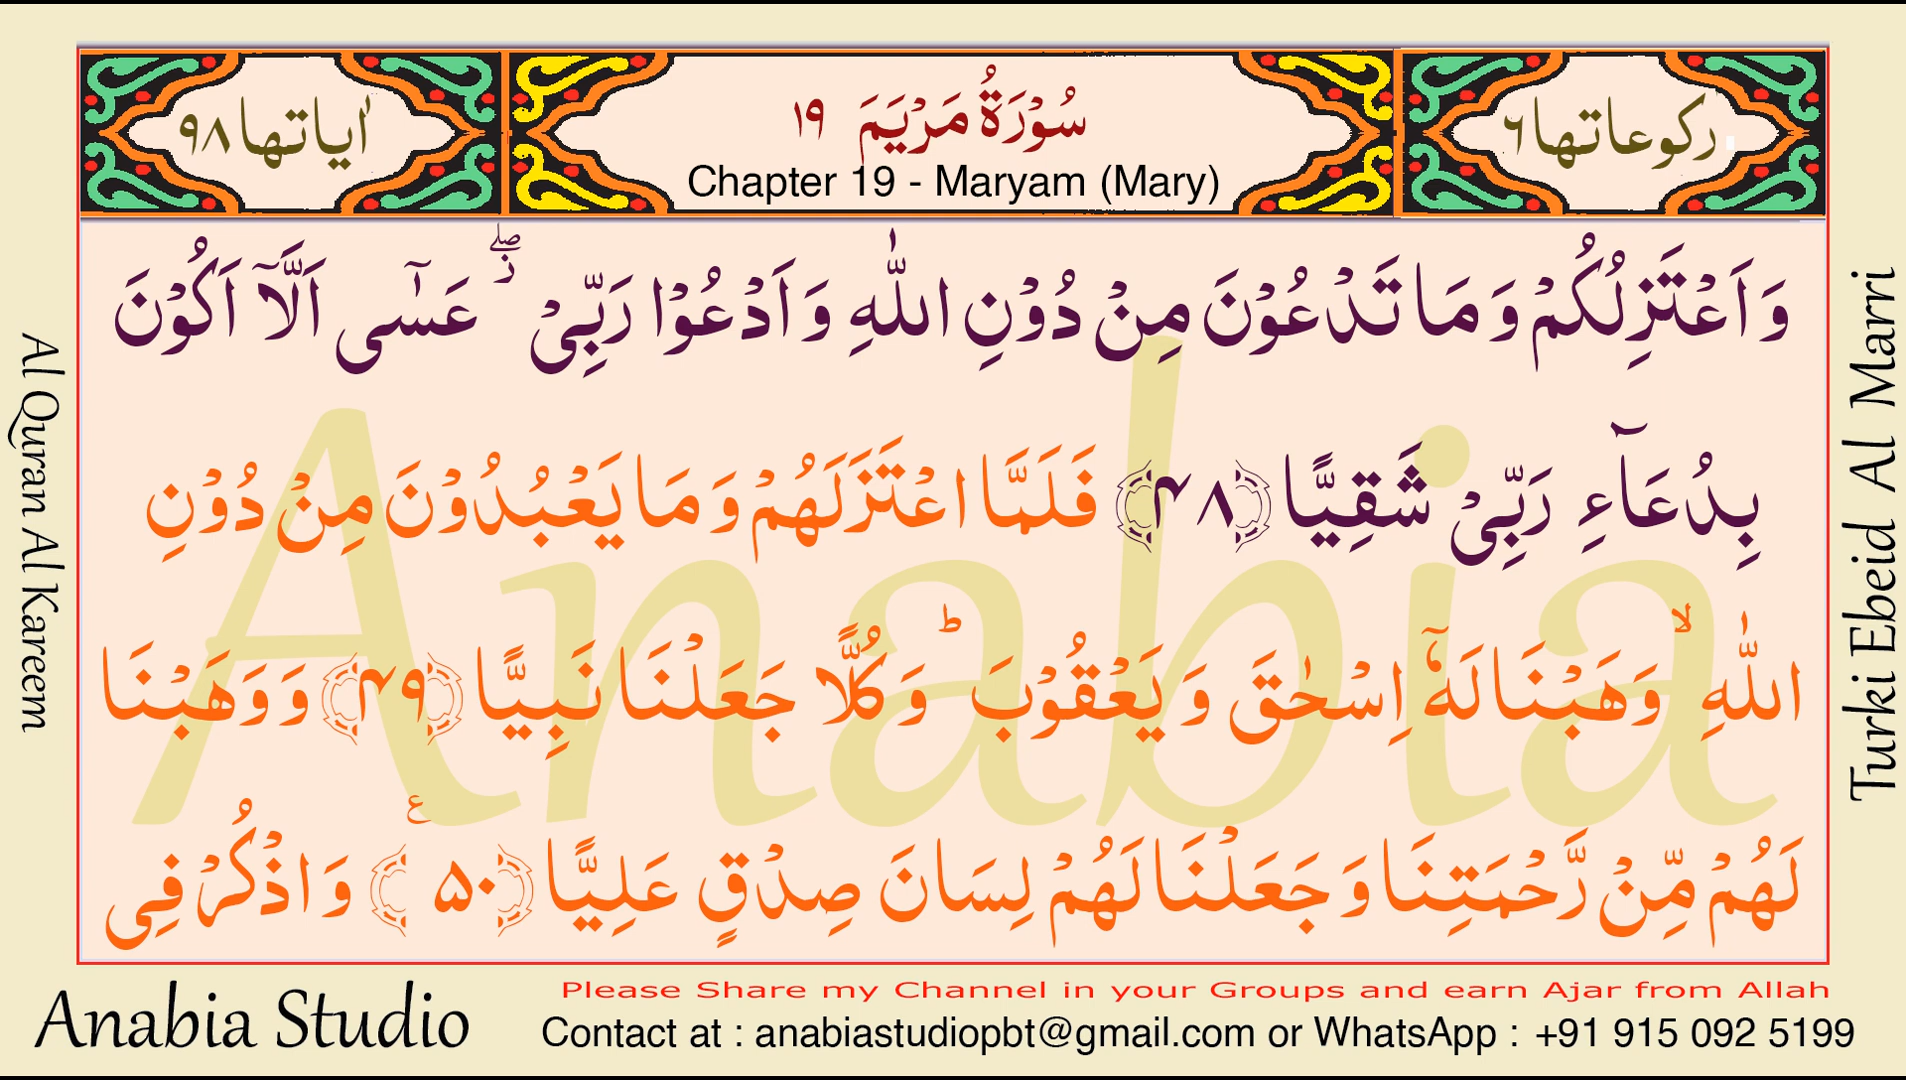 رکوعاتها ٦
سُوْرَةُ مَرْیَمَ ١٩
اٰیاتها ٩٨
Chapter 19 - Maryam (Mary)
وَ اَعْتَزِلُكُمْ وَ مَا تَدْعُوْنَ مِنْ دُوْنِ اللّٰهِ وَ اَدْعُوْا رَبِّیْ ۖز عَسٰۤی اَلَّاۤ اَكُوْنَ
بِدُعَآءِ رَبِّیْ شَقِیًّا ﴿۴۸﴾ فَلَمَّا اعْتَزَلَهُمْ وَ مَا یَعْبُدُوْنَ مِنْ دُوْنِ
اللّٰهِ ۙ وَهَبْنَا لَهٗۤ اِسْحٰقَ وَ یَعْقُوْبَ ؕ وَ كُلًّا جَعَلْنَا نَبِیًّا ﴿۴۹﴾ وَ وَهَبْنَا
لَهُمْ مِّنْ رَّحْمَتِنَا وَ جَعَلْنَا لَهُمْ لِسَانَ صِدْقٍ عَلِیًّا ﴿۵۰﴾ ع وَ اذْكُرْ فِی
Al Quran Al Kareem
Turki Ebeid Al Marri
Anabia
Anabia Studio
Please Share my Channel in your Groups and earn Ajar from Allah
Contact at : anabiastudiopbt@gmail.com or WhatsApp : +91 915 092 5199